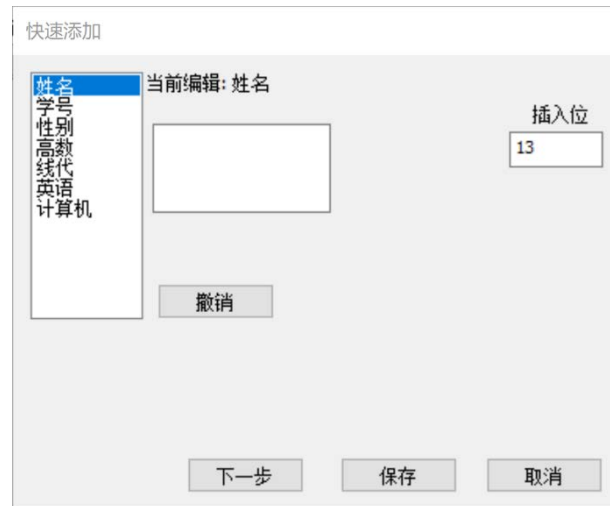 快速添加
姓名
学号
性别
高数
线代
英语
计算机
当前编辑: 姓名
插入位
13
撤销
下一步
保存
取消